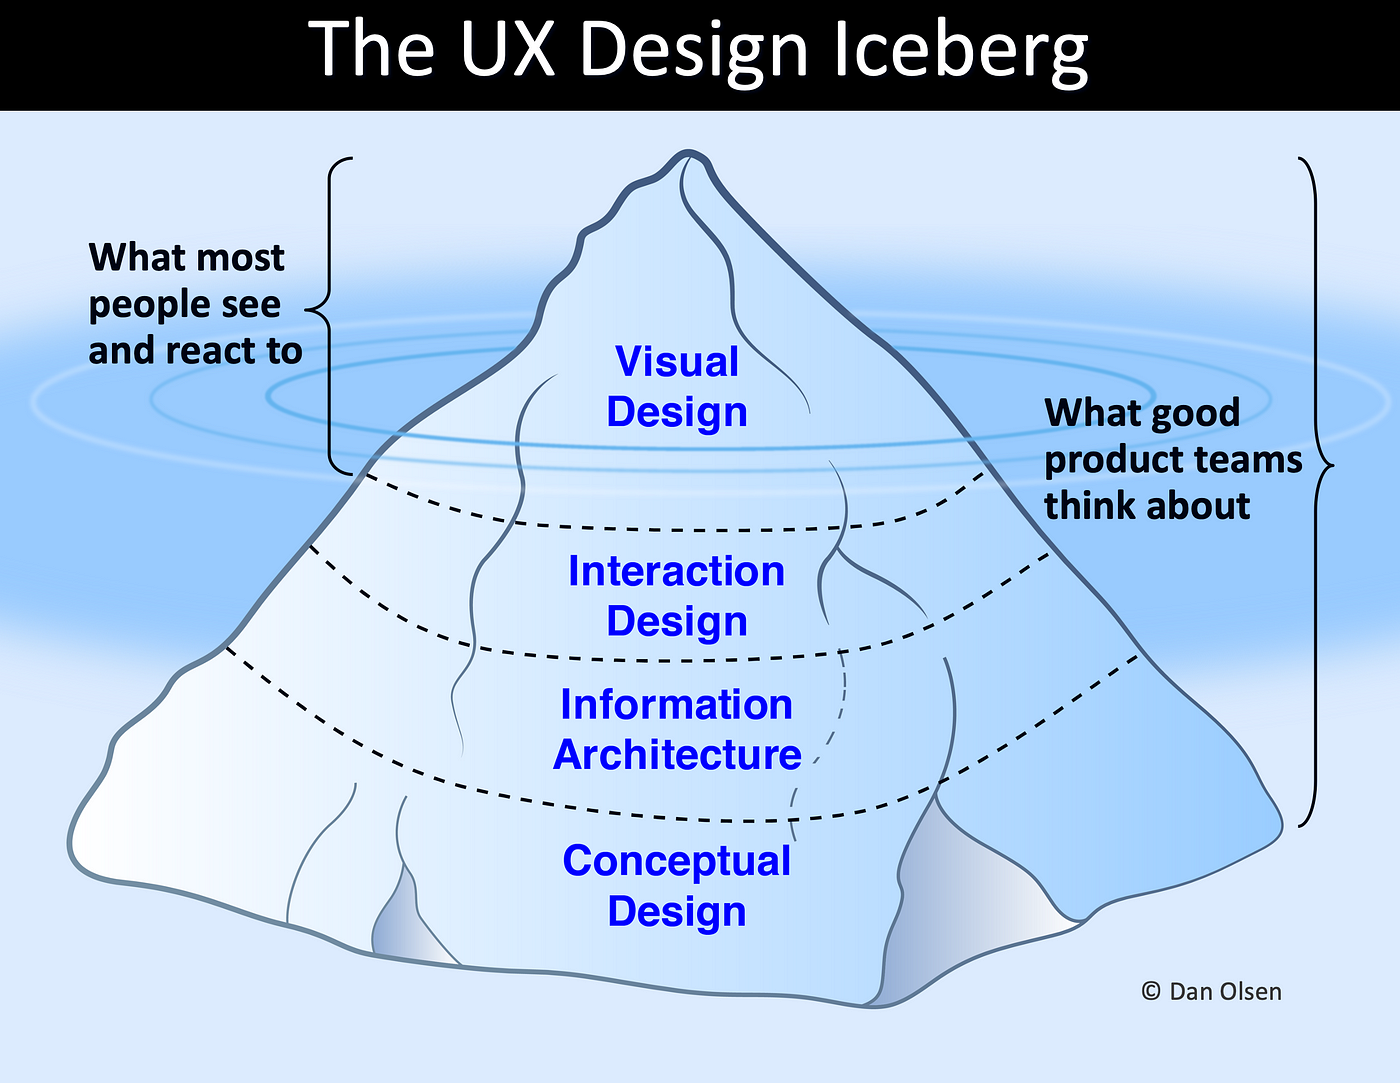 The UX Design Iceberg
What most
people see
and react to
Visual
Design
What good
product teams
think about
Interaction
Design
Information
Architecture
Conceptual
Design
© Dan Olsen